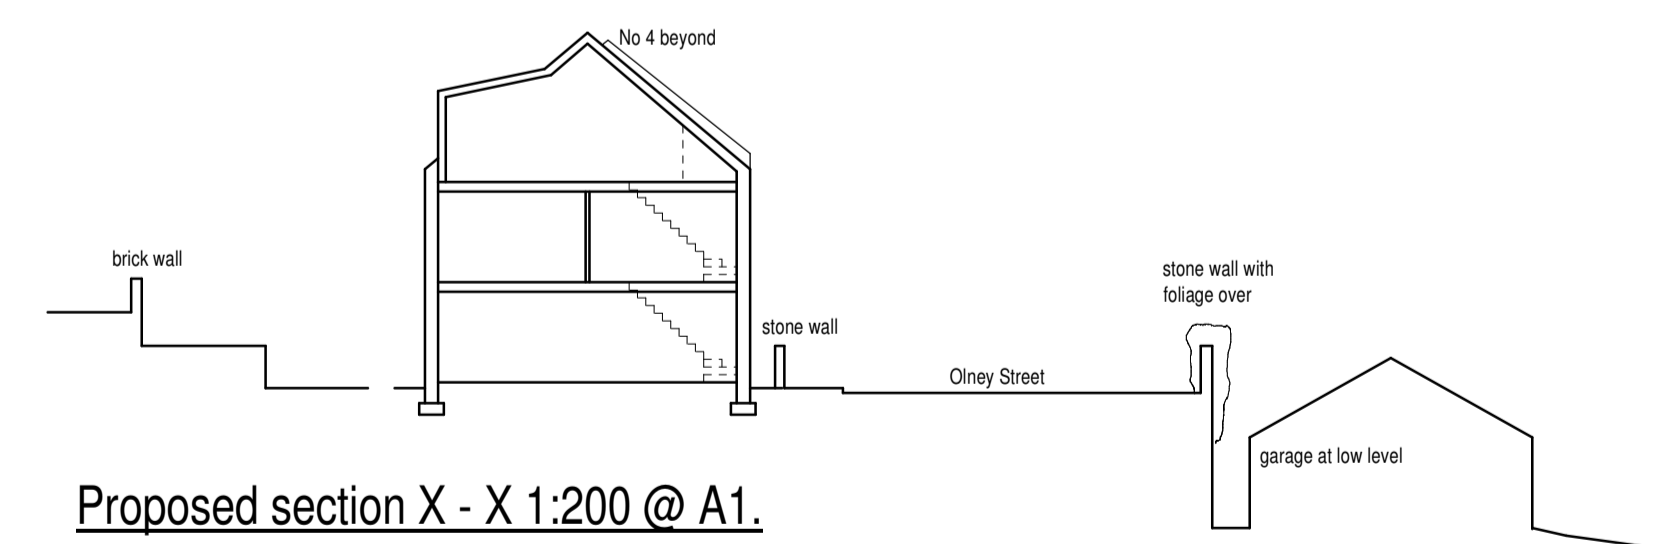 No 4 beyond
brick wall
stone wall
Olney Street
stone wall with
foliage over
garage at low level
Proposed section X - X 1:200 @ A1.